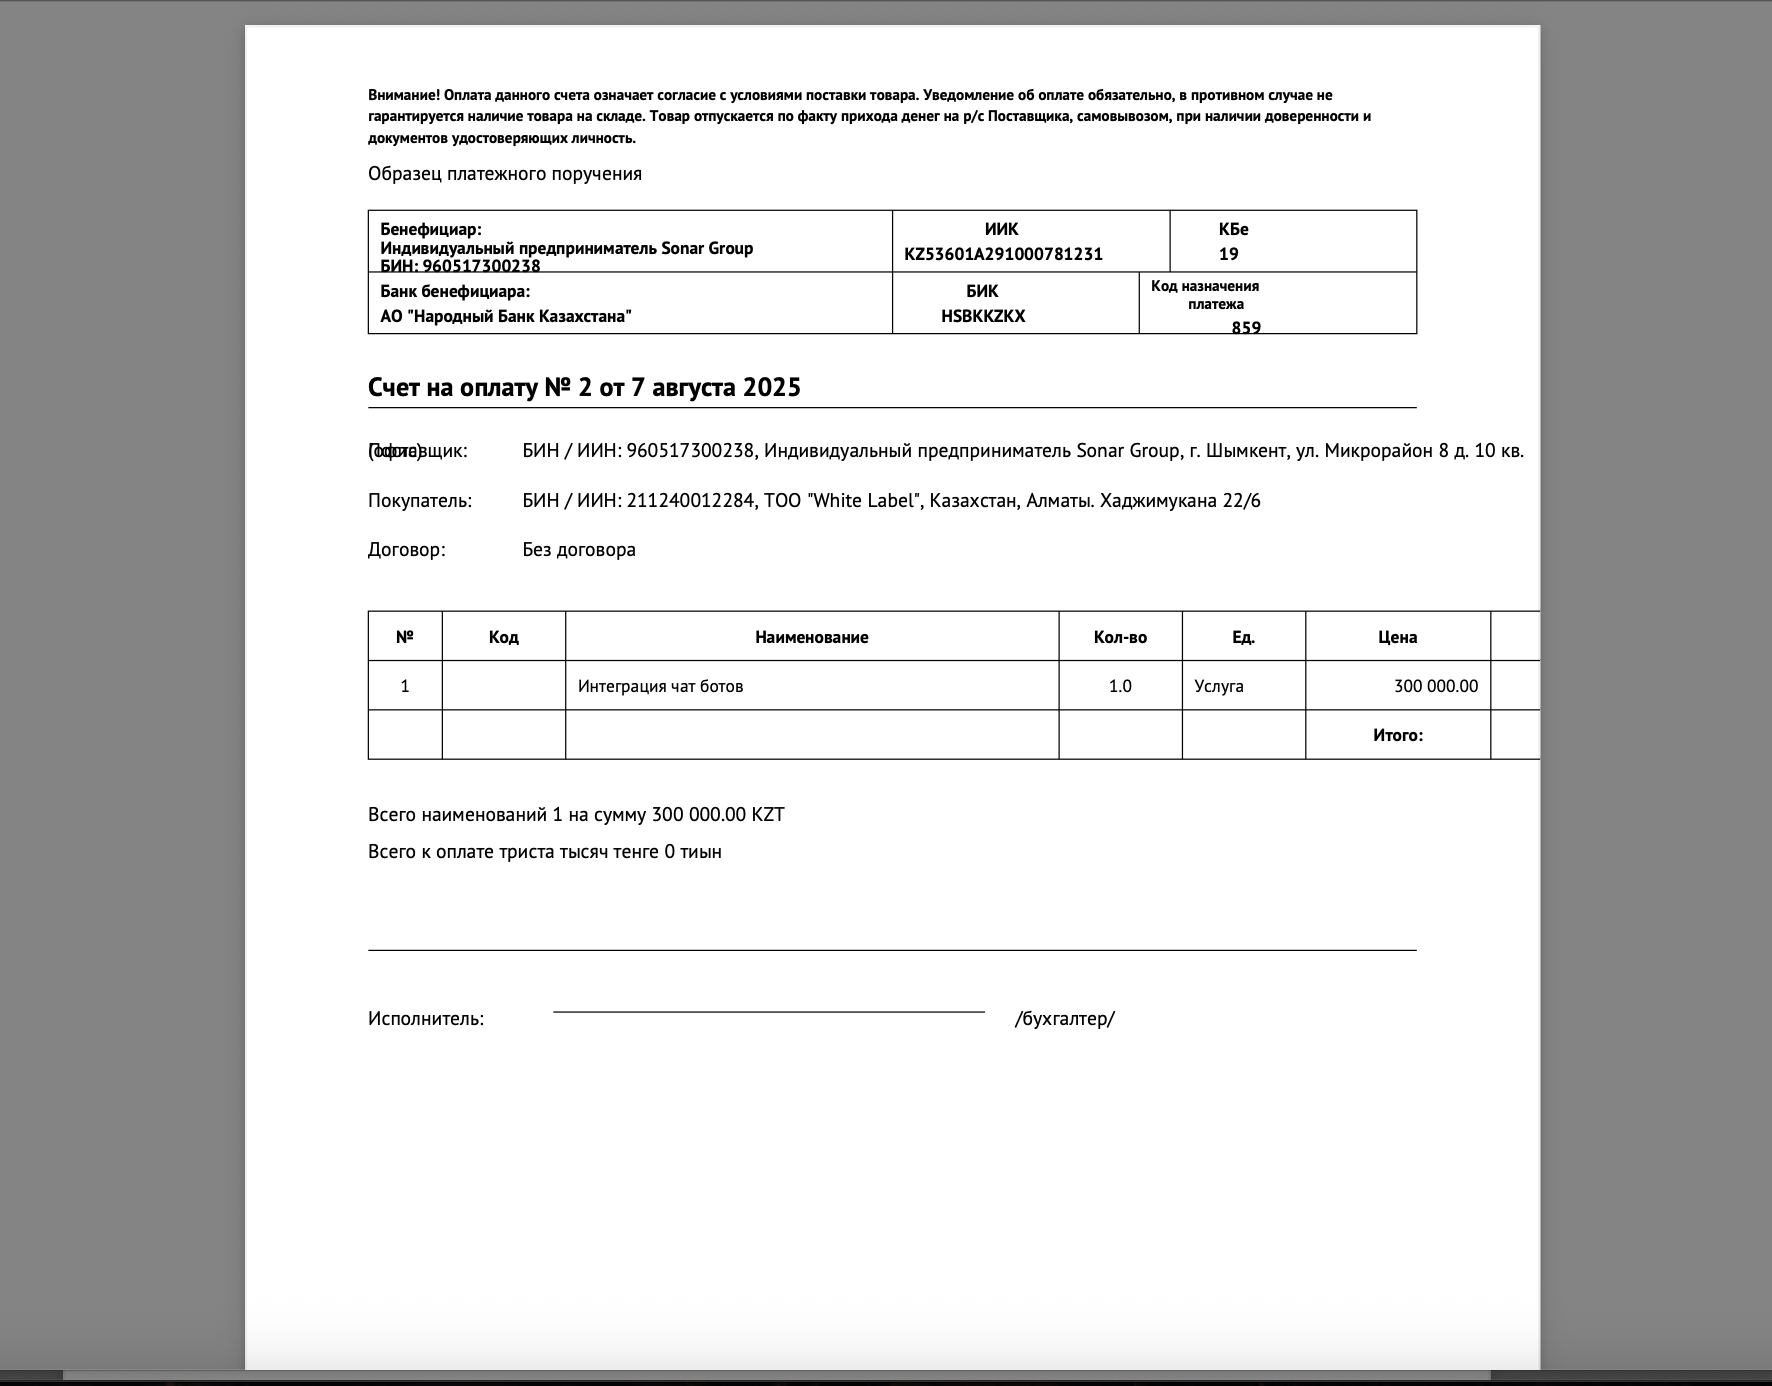 Внимание! Оплата данного счета означает согласие с условиями поставки товара. Уведомление об оплате обязательно, в противном случае не
гарантируется наличие товара на складе. Товар отпускается по факту прихода денег на р/с Поставщика, самовывозом, при наличии доверенности и
документов удостоверяющих личность.
Образец платежного поручения
Бенефициар: ИИК КБе
Индивидуальный предприниматель Sonar Group KZ53601A291000781231 19
БИН: 960517300238
Банк бенефициара: БИК Код назначения
платежа
АО "Народный Банк Казахстана" HSBKKZKX 859
Счет на оплату № 2 от 7 августа 2025
Поставщик: БИН / ИИН: 960517300238, Индивидуальный предприниматель Sonar Group, г. Шымкент, ул. Микрорайон 8 д. 10 кв.
Покупатель: БИН / ИИН: 211240012284, ТОО "White Label", Казахстан, Алматы. Хаджимукана 22/6
Договор: Без договора
№ Код Наименование Кол-во Ед. Цена
1 Интеграция чат ботов 1.0 Услуга 300 000.00
Итого:
Всего наименований 1 на сумму 300 000.00 KZT
Всего к оплате триста тысяч тенге 0 тиын
Исполнитель: /бухгалтер/